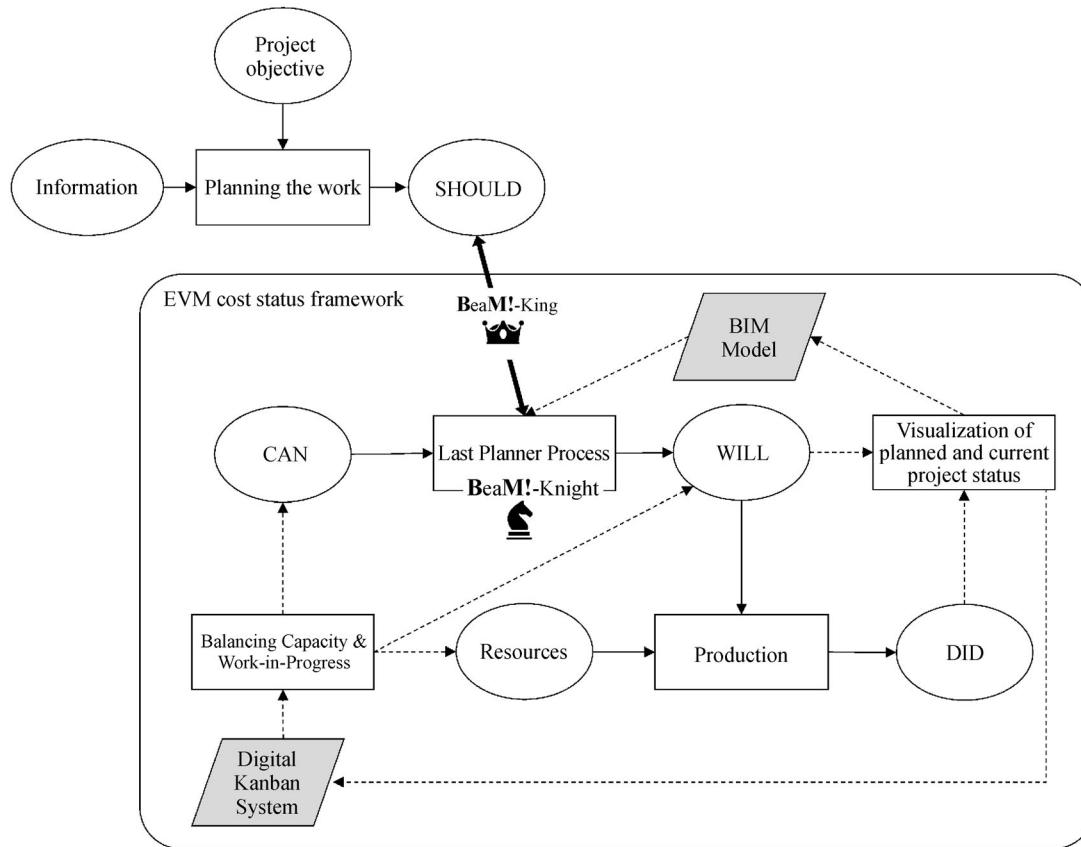 Project
objective
Information
Planning the work
SHOULD
EVM cost status framework
BeaM!-King
BIM
Model
CAN
Last Planner Process
BeaM!-Knight
WILL
Visualization of
planned and current
project status
Balancing Capacity &
Work-in-Progress
Resources
Production
DID
Digital
Kanban
System